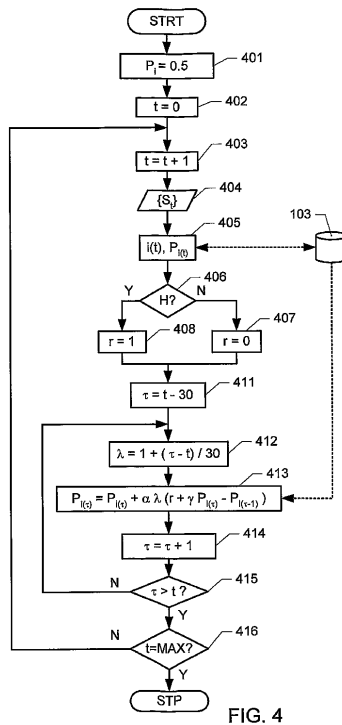 STRT
P_i = 0.5 401
t = 0 402
t = t + 1 403
{S_t} 404
405
i(t), P_i(t) 103
406
Y H? N
r = 1 408 r = 0 407
τ = t - 30 411
λ = 1 + ( τ - t) / 30 412
413
P_i(τ) = P_i(τ) + α λ (r + γ P_i(τ) - P_i(τ-1) )
414
τ = τ + 1
N τ > t ? 415
Y
N t=MAX? 416
Y
STP
FIG. 4